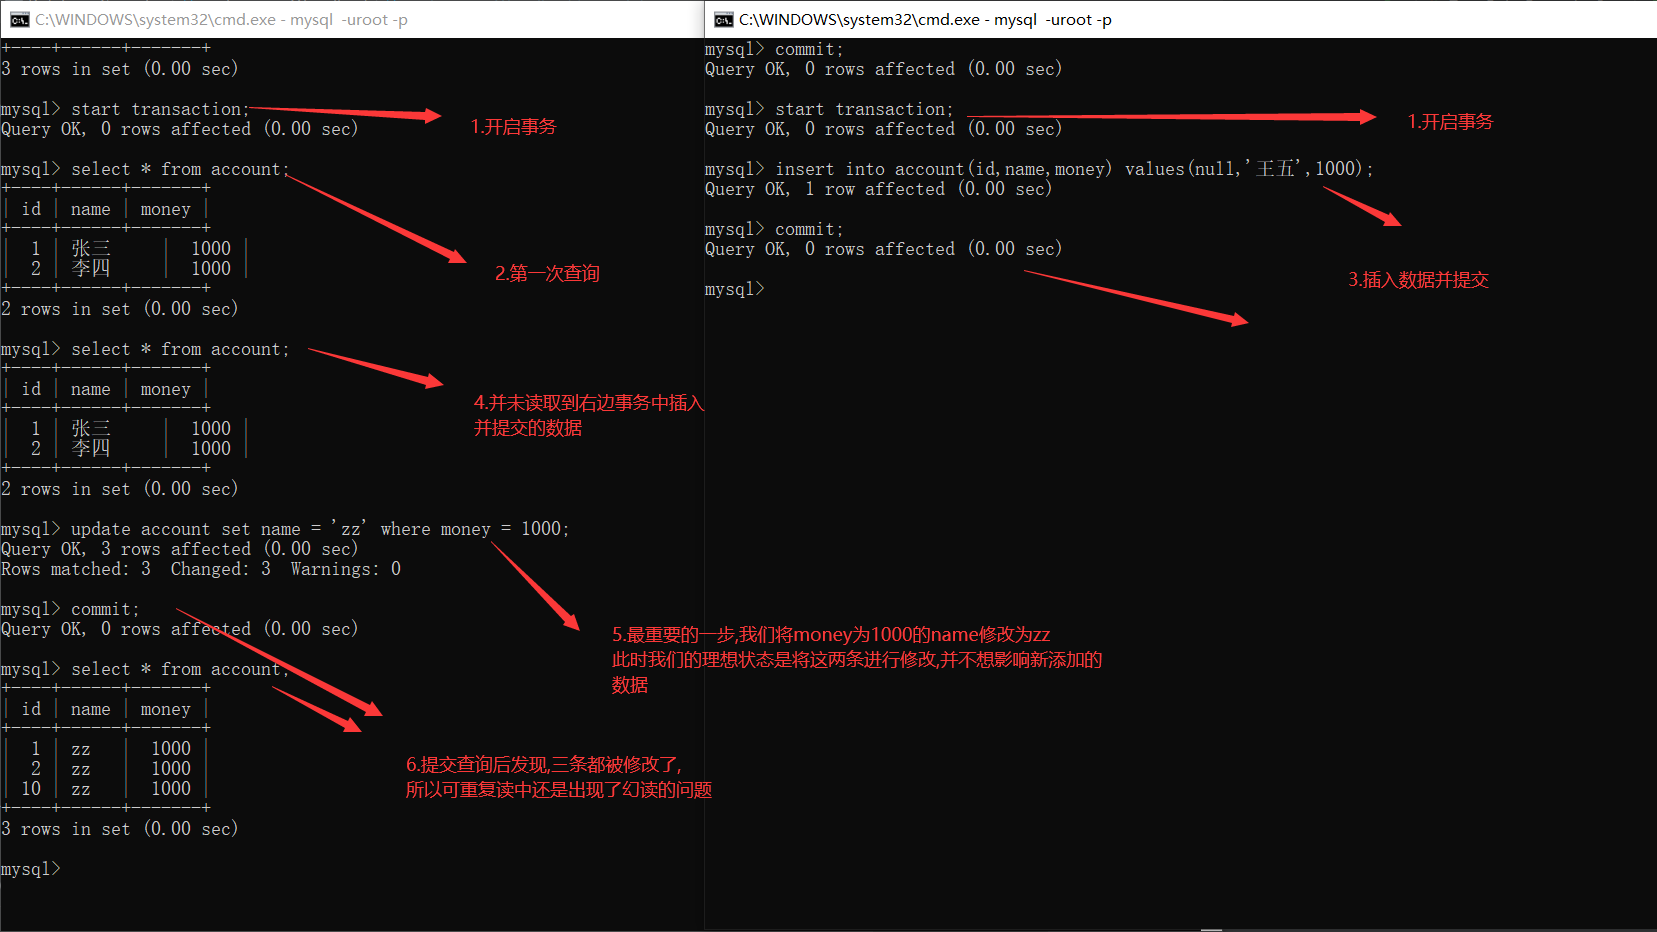 C:\WINDOWS\system32\cmd.exe - mysql  -uroot -p
+----+------+-------+
3 rows in set (0.00 sec)
mysql> start transaction;
Query OK, 0 rows affected (0.00 sec)
1.开启事务
mysql> select * from account;
+----+------+-------+
| id | name | money |
+----+------+-------+
|  1 | 张三     |  1000 |
|  2 | 李四     |  1000 |
+----+------+-------+
2 rows in set (0.00 sec)
2.第一次查询
mysql> select * from account;
+----+------+-------+
| id | name | money |
+----+------+-------+
|  1 | 张三     |  1000 |
|  2 | 李四     |  1000 |
+----+------+-------+
2 rows in set (0.00 sec)
4.并未读取到右边事务中插入
并提交的数据
mysql> update account set name = 'zz' where money = 1000;
Query OK, 3 rows affected (0.00 sec)
Rows matched: 3  Changed: 3  Warnings: 0
mysql> commit;
Query OK, 0 rows affected (0.00 sec)
5.最重要的一步,我们将money为1000的name修改为zz
此时我们的理想状态是将这两条进行修改,并不想影响新添加的
数据
mysql> select * from account;
+----+------+-------+
| id | name | money |
+----+------+-------+
|  1 | zz   |  1000 |
|  2 | zz   |  1000 |
| 10 | zz   |  1000 |
+----+------+-------+
3 rows in set (0.00 sec)
6.提交查询后发现,三条都被修改了,
所以可重复读中还是出现了幻读的问题
mysql>
C:\WINDOWS\system32\cmd.exe - mysql  -uroot -p
mysql> commit;
Query OK, 0 rows affected (0.00 sec)
mysql> start transaction;
Query OK, 0 rows affected (0.00 sec)
1.开启事务
mysql> insert into account(id,name,money) values(null,'王五',1000);
Query OK, 1 row affected (0.00 sec)
mysql> commit;
Query OK, 0 rows affected (0.00 sec)
3.插入数据并提交
mysql>